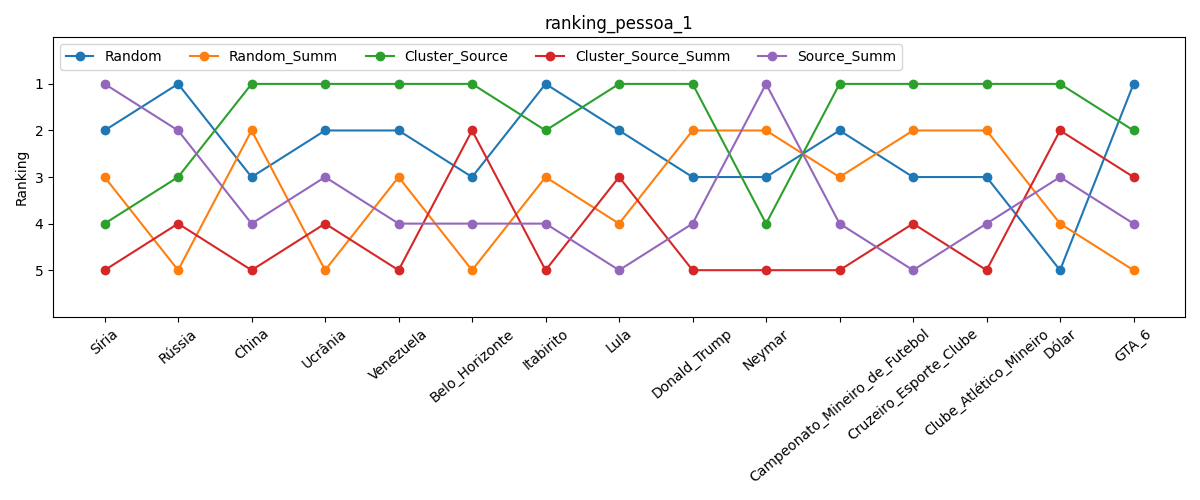 ranking_pessoa_1
Random
Random_Summ
Cluster_Source
Cluster_Source_Summ
Source_Summ
Ranking
1
2
3
4
5
Síria
Rússia
China
Ucrânia
Venezuela
Belo_Horizonte
Itabirito
Lula
Donald_Trump
Neymar
Campeonato_Mineiro_de_Futebol
Cruzeiro_Esporte_Clube
Clube_Atlético_Mineiro
Dólar
GTA_6